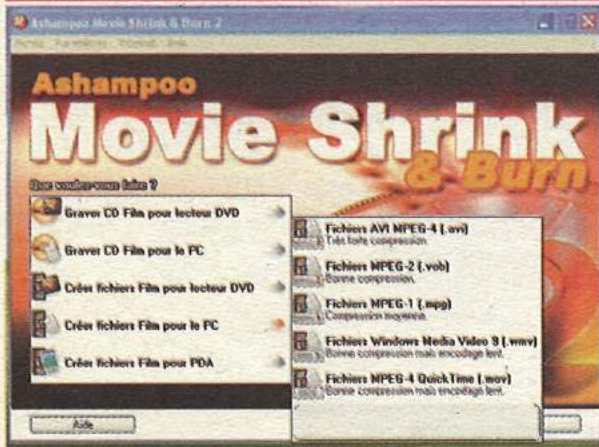 Ashampoo Movie Shrink & Burn 2
Ashampoo
Movie Shrink
& Burn
Que voulez-vous faire ?
Graver CD Film pour lecteur DVD
Graver CD Film pour le PC
Créer fichiers Film pour lecteur DVD
Créer fichiers Film pour le PC
Créer fichiers Film pour PDA
Fichiers AVI MPEG-4 (.avi)
Très forte compression.
Fichiers MPEG-2 (.vob)
Bonne compression.
Fichiers MPEG-1 (.mpg)
Compression moyenne.
Fichiers Windows Media Video 9 (.wmv)
Bonne compression mais encodage lent.
Fichiers MPEG-4 QuickTime (.mov)
Bonne compression mais encodage lent.
Aide